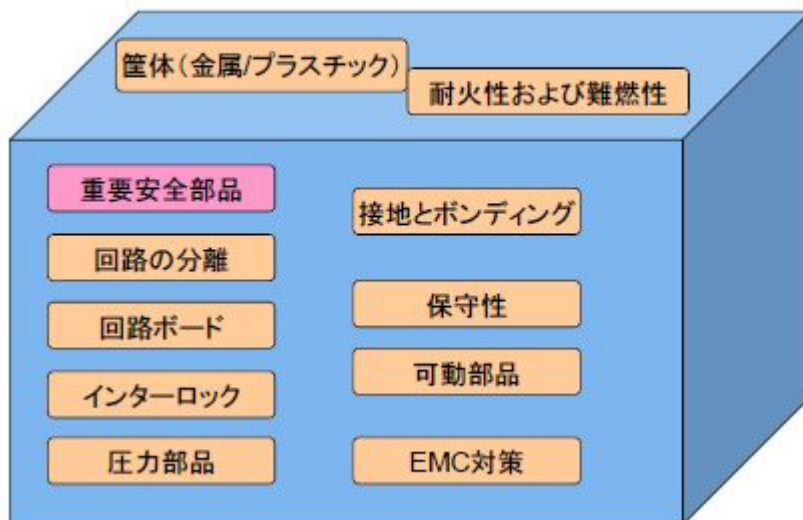 筐体(金属/プラスチック)
耐火性および難燃性
重要安全部品
接地とボンディング
回路の分離
回路ボード
保守性
インターロック
可動部品
圧力部品
EMC対策